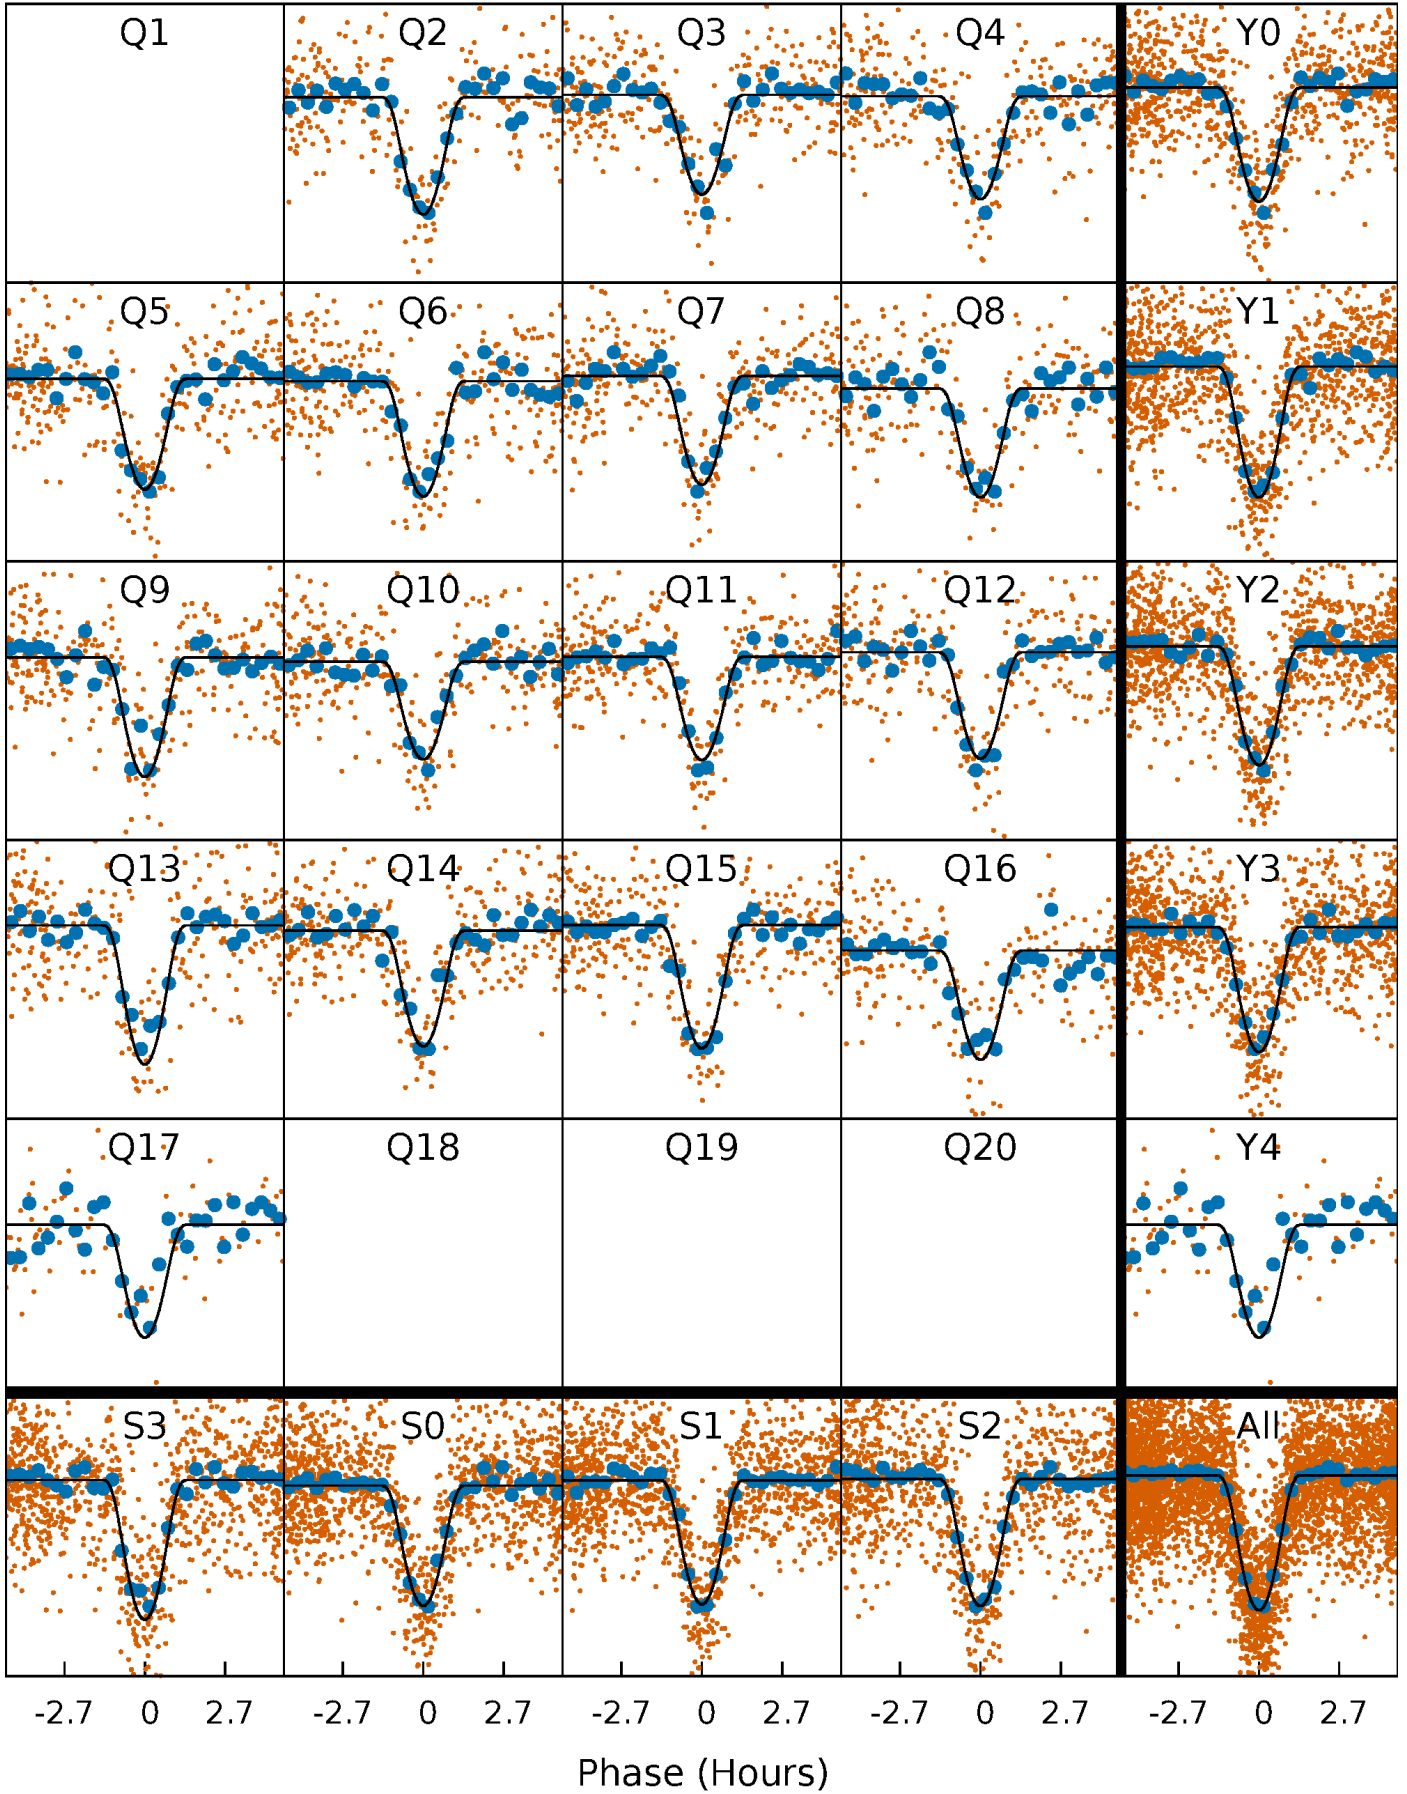 Q1 Q2 Q3 Q4 Y0
Q5 Q6 Q7 Q8 Y1
Q9 Q10 Q11 Q12 Y2
Q13 Q14 Q15 Q16 Y3
Q17 Q18 Q19 Q20 Y4
S3 S0 S1 S2 All
-2.7 0 2.7 -2.7 0 2.7 -2.7 0 2.7 -2.7 0 2.7 -2.7 0 2.7
Phase (Hours)